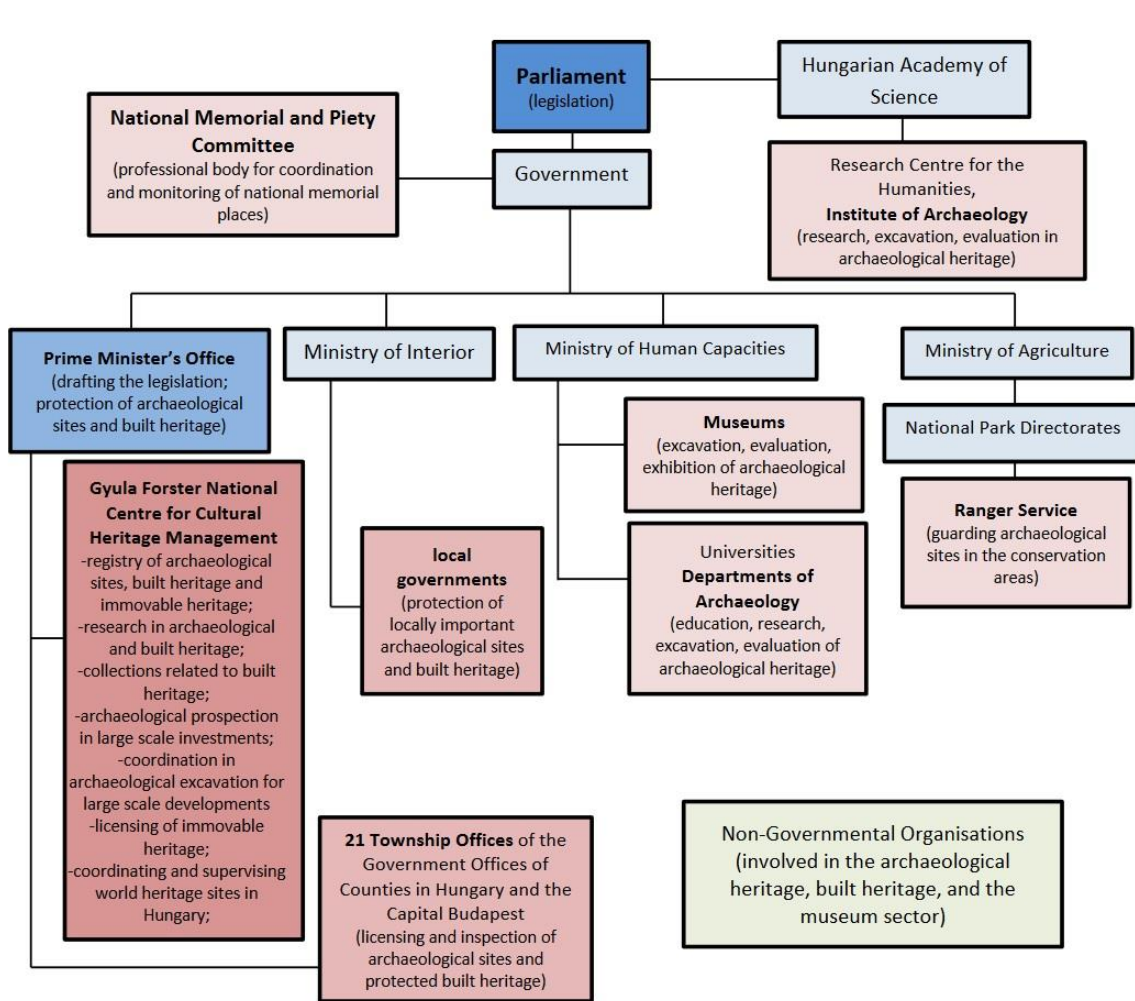 Parliament
(legislation)
Hungarian Academy of
Science
National Memorial and Piety
Committee
(professional body for coordination
and monitoring of national memorial
places)
Government
Research Centre for the
Humanities,
Institute of Archaeology
(research, excavation, evaluation in
archaeological heritage)
Prime Minister’s Office
(drafting the legislation;
protection of archaeological
sites and built heritage)
Ministry of Interior
Ministry of Human Capacities
Ministry of Agriculture
National Park Directorates
Museums
(excavation, evaluation,
exhibition of archaeological
heritage)
Ranger Service
(guarding archaeological
sites in the conservation
areas)
Gyula Forster National
Centre for Cultural
Heritage Management
-registry of archaeological
sites, built heritage and
immovable heritage;
-research in archaeological
and built heritage;
-collections related to built
heritage;
-archaeological prospection
in large scale investments;
-coordination in
archaeological excavation for
large scale developments
-licensing of immovable
heritage;
-coordinating and supervising
world heritage sites in
Hungary;
local
governments
(protection of
locally important
archaeological sites
and built heritage)
Universities
Departments of
Archaeology
(education, research,
excavation, evaluation of
archaeological heritage)
21 Township Offices of the
Government Offices of
Counties in Hungary and the
Capital Budapest
(licensing and inspection of
archaeological sites and
protected built heritage)
Non-Governmental Organisations
(involved in the archaeological
heritage, built heritage, and the
museum sector)